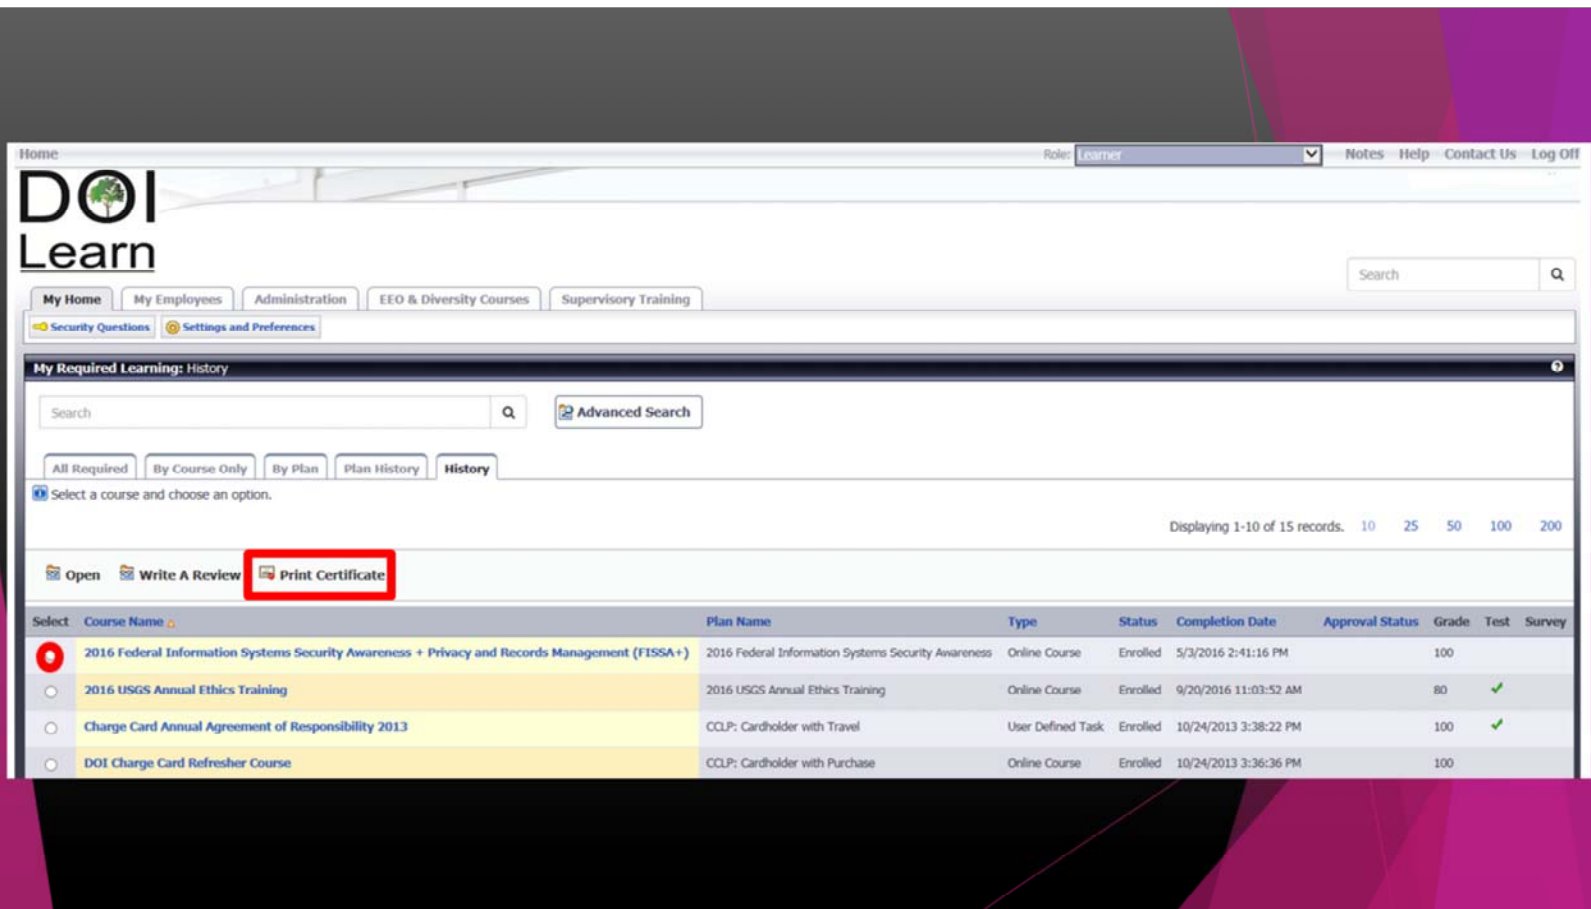 Home Role: Learner Notes Help Contact Us Log Off
DOI
Learn
Search
My Home My Employees Administration EEO & Diversity Courses Supervisory Training
Security Questions Settings and Preferences
My Required Learning: History
Search Advanced Search
All Required By Course Only By Plan Plan History History
Select a course and choose an option.
Displaying 1-10 of 15 records. 10 25 50 100 200
Open Write A Review Print Certificate
Select Course Name Plan Name Type Status Completion Date Approval Status Grade Test Survey
2016 Federal Information Systems Security Awareness + Privacy and Records Management (FISSA+) 2016 Federal Information Systems Security Awareness Online Course Enrolled 5/3/2016 2:41:16 PM 100
2016 USGS Annual Ethics Training 2016 USGS Annual Ethics Training Online Course Enrolled 9/20/2016 11:03:52 AM 80
Charge Card Annual Agreement of Responsibility 2013 CCLP: Cardholder with Travel User Defined Task Enrolled 10/24/2013 3:38:22 PM 100
DOI Charge Card Refresher Course CCLP: Cardholder with Purchase Online Course Enrolled 10/24/2013 3:36:36 PM 100